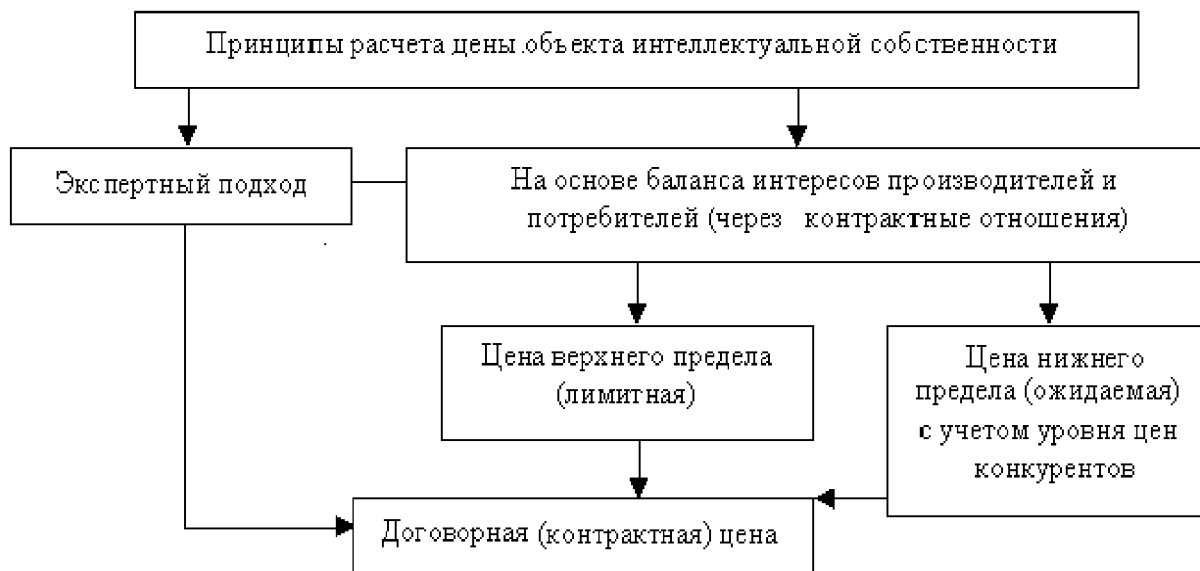 Принципы расчета цены.объекта интеллектуальной собственности
Экспертный подход
На основе баланса интересов производителей и
потребителей (через контрактные отношения)
Цена верхнего предела
(лимитная)
Цена нижнего
предела (ожидаемая)
с учетом уровня цен
конкурентов
Договорная (контрактная) цена